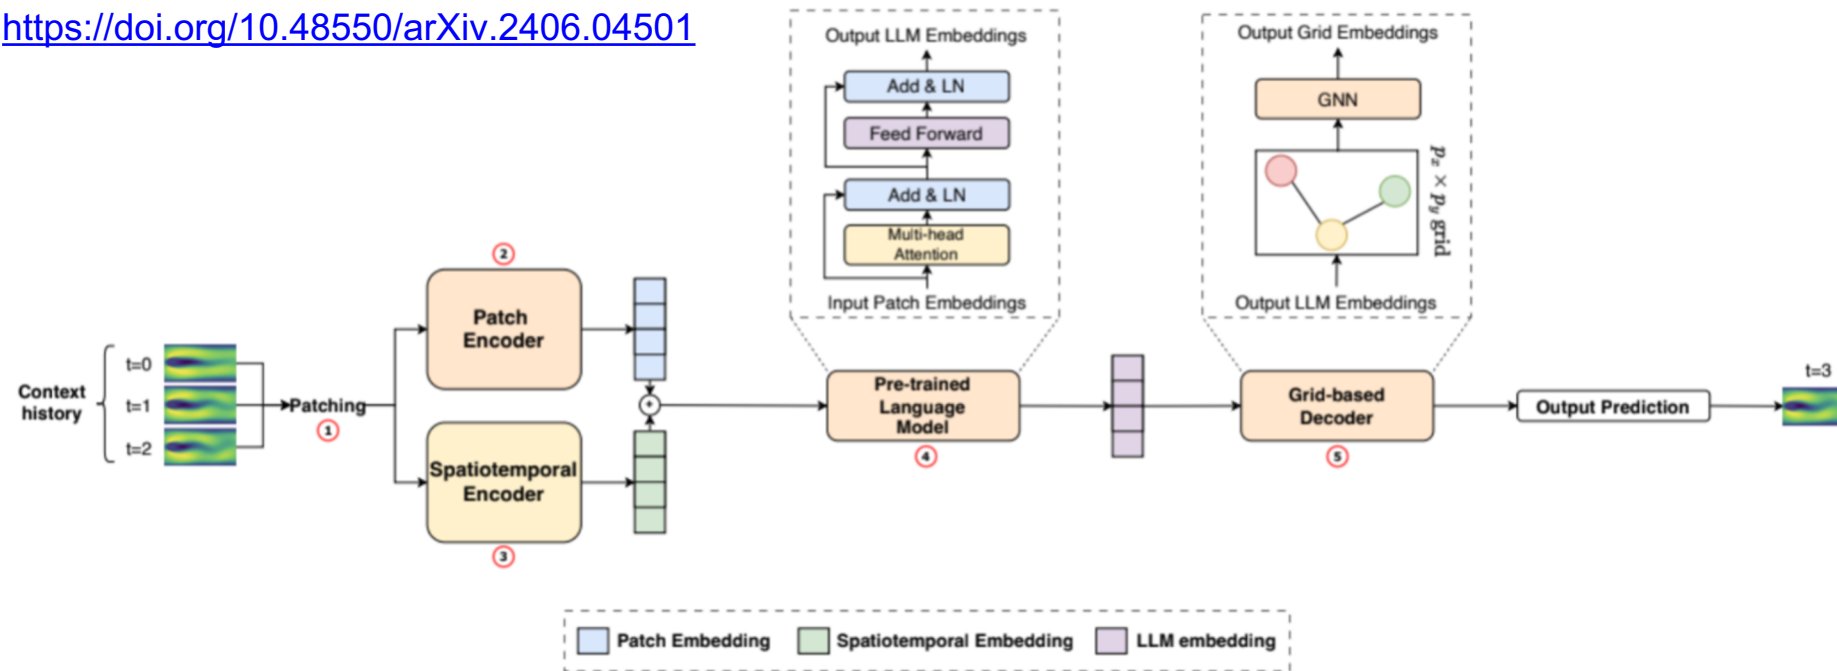 https://doi.org/10.48550/arXiv.2406.04501
Output LLM Embeddings
Add & LN
Feed Forward
Add & LN
Multi-head
Attention
Input Patch Embeddings
Output Grid Embeddings
GNN
pₓ × pᵧ grid
Output LLM Embeddings
Context
history
t=0
t=1
t=2
Patching
1
2
Patch
Encoder
Spatiotemporal
Encoder
3
+
Pre-trained
Language
Model
4
Grid-based
Decoder
5
Output Prediction
t=3
Patch Embedding
Spatiotemporal Embedding
LLM embedding